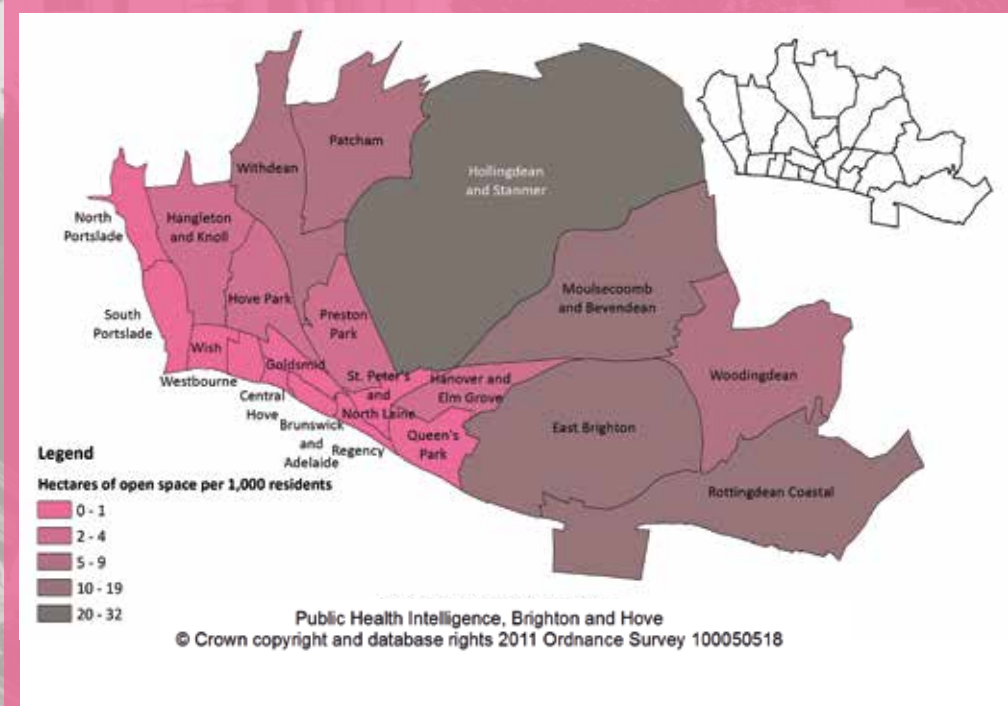 Patcham
Withdean
Hollingdean
and Stanmer
North
Portslade
Hangleton
and Knoll
Hove Park
Preston
Park
Moulsecoomb
and Bevendean
South
Portslade
Wish
Westbourne
Goldsmid
Central
Hove
St. Peter's
and
North Laine
Hanover and
Elm Grove
Woodingdean
Brunswick
and
Adelaide
Regency
Queen's
Park
East Brighton
Rottingdean Coastal
Legend
Hectares of open space per 1,000 residents
0 - 1
2 - 4
5 - 9
10 - 19
20 - 32
Public Health Intelligence, Brighton and Hove
© Crown copyright and database rights 2011 Ordnance Survey 100050518